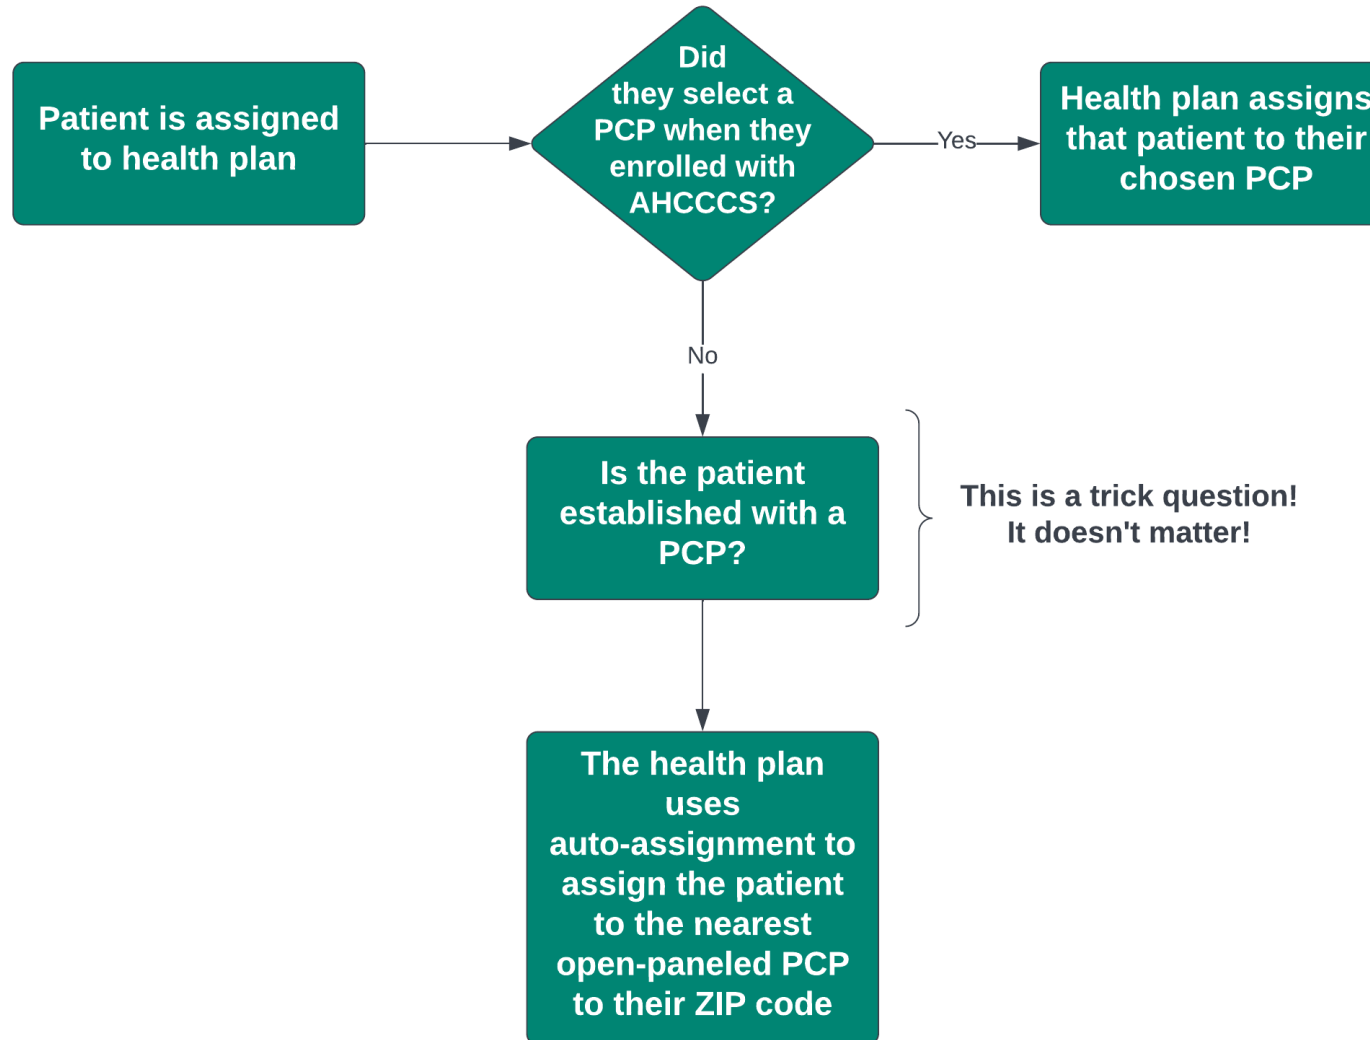 Patient is assigned
to health plan
Did
they select a
PCP when they
enrolled with
AHCCCS?
Yes
Health plan assigns
that patient to their
chosen PCP
No
Is the patient
established with a
PCP?
This is a trick question!
It doesn't matter!
The health plan
uses
auto-assignment to
assign the patient
to the nearest
open-paneled PCP
to their ZIP code